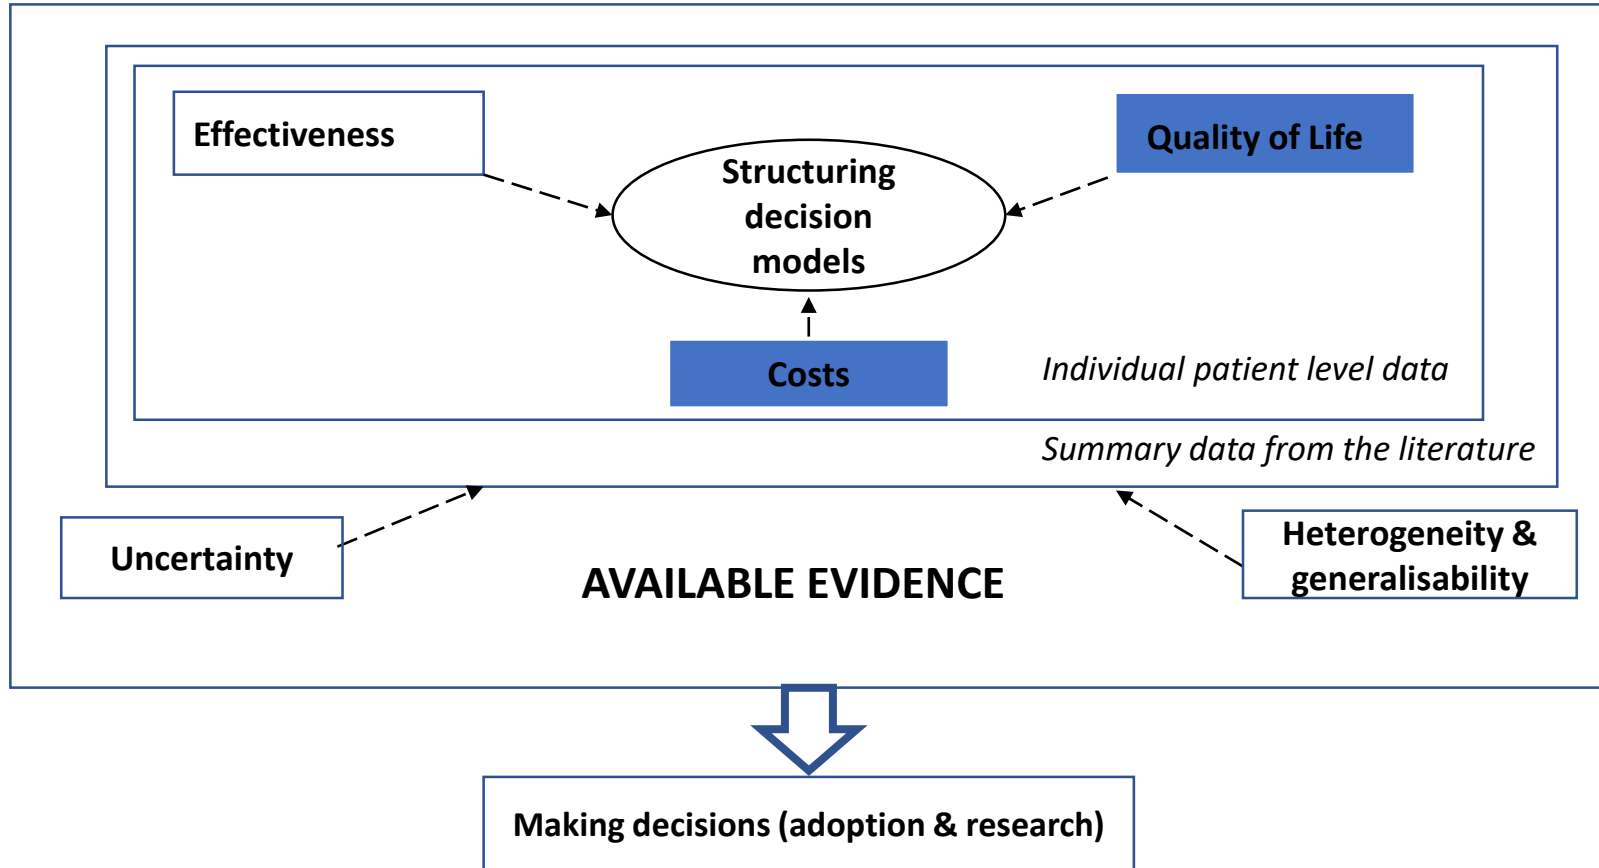 Effectiveness
Quality of Life
Structuring
decision
models
Costs
Individual patient level data
Summary data from the literature
Uncertainty
Heterogeneity &
generalisability
AVAILABLE EVIDENCE
Making decisions (adoption & research)